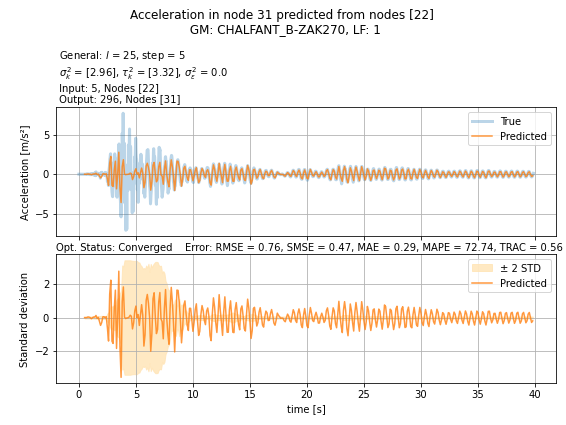 Acceleration in node 31 predicted from nodes [22]
GM: CHALFANT_B-ZAK270, LF: 1
General: l = 25, step = 5
σ²ₖ = [2.96], τ²ₖ = [3.32], σ²ε = 0.0
Input: 5, Nodes [22]
Output: 296, Nodes [31]
Acceleration [m/s²]
5
0
−5
True
Predicted
Opt. Status: Converged Error: RMSE = 0.76, SMSE = 0.47, MAE = 0.29, MAPE = 72.74, TRAC = 0.56
Standard deviation
2
0
−2
± 2 STD
Predicted
0 5 10 15 20 25 30 35 40
time [s]